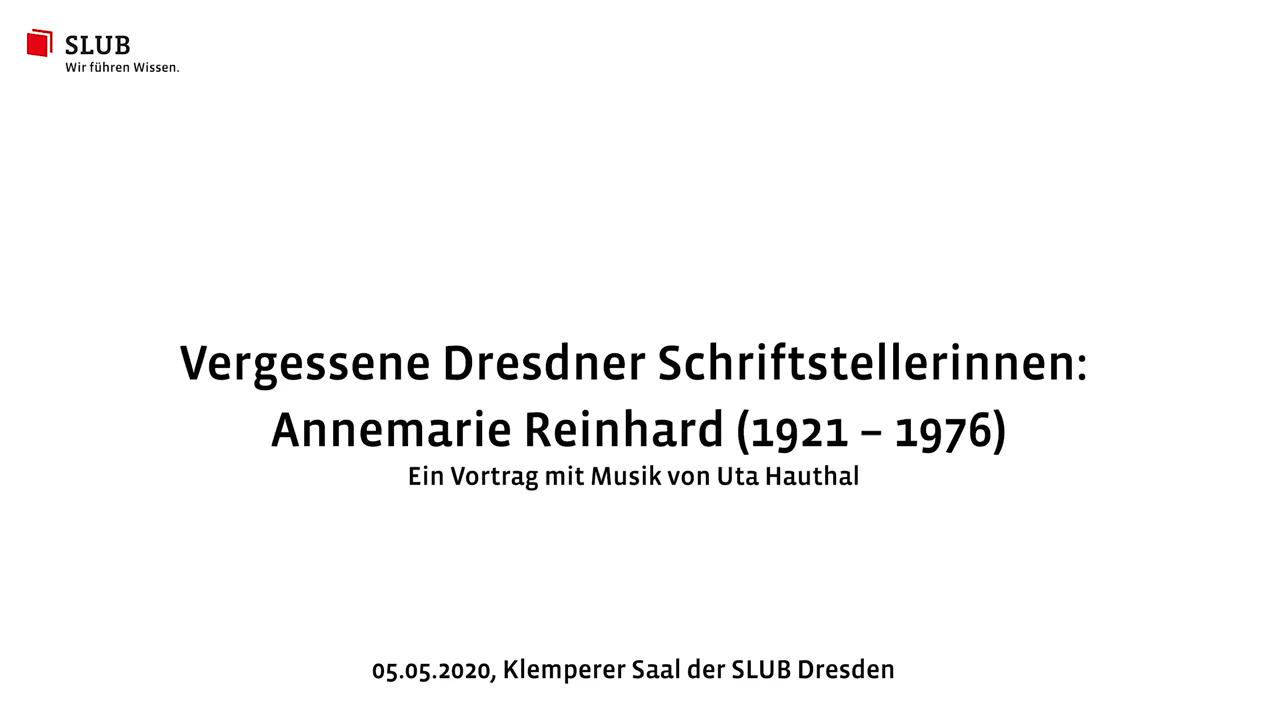 SLUB
Wir führen Wissen.
Vergessene Dresdner Schriftstellerinnen:
Annemarie Reinhard (1921 – 1976)
Ein Vortrag mit Musik von Uta Hauthal
05.05.2020, Klemperer Saal der SLUB Dresden